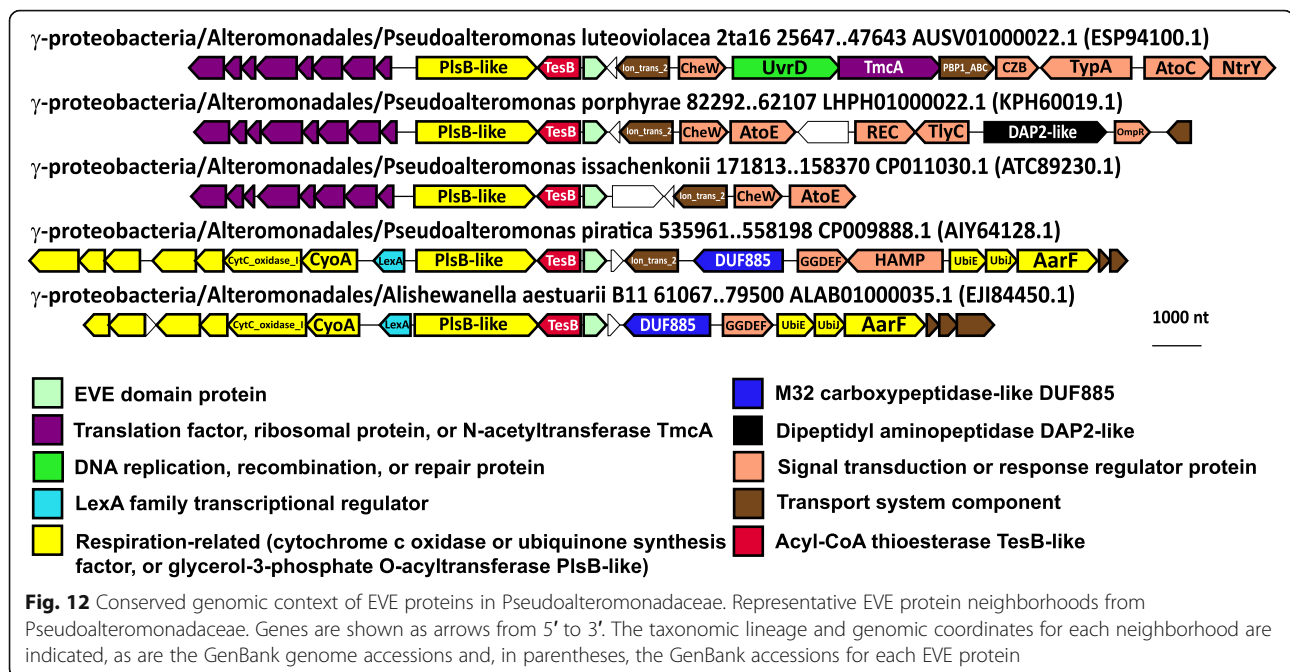 γ-proteobacteria/Alteromonadales/Pseudoalteromonas luteoviolacea 2ta16 25647..47643 AUSV01000022.1 (ESP94100.1)
PlsB-like TesB Ion_trans_2 CheW UvrD TmcA PBP1_ABC CZB TypA AtoC NtrY
γ-proteobacteria/Alteromonadales/Pseudoalteromonas porphyrae 82292..62107 LHPH01000022.1 (KPH60019.1)
PlsB-like TesB Ion_trans_2 CheW AtoE REC TlyC DAP2-like OmpR
γ-proteobacteria/Alteromonadales/Pseudoalteromonas issachenkonii 171813..158370 CP011030.1 (ATC89230.1)
PlsB-like TesB Ion_trans_2 CheW AtoE
γ-proteobacteria/Alteromonadales/Pseudoalteromonas piratica 535961..558198 CP009888.1 (AIY64128.1)
CytC_oxidase_I CyoA LexA PlsB-like TesB Ion_trans_2 DUF885 GGDEF HAMP UbiE UbiJ AarF
γ-proteobacteria/Alteromonadales/Alishewanella aestuarii B11 61067..79500 ALAB01000035.1 (EJI84450.1)
CytC_oxidase_I CyoA LexA PlsB-like TesB DUF885 GGDEF UbiE UbiJ AarF
1000 nt
EVE domain protein
Translation factor, ribosomal protein, or N-acetyltransferase TmcA
DNA replication, recombination, or repair protein
LexA family transcriptional regulator
Respiration-related (cytochrome c oxidase or ubiquinone synthesis
factor, or glycerol-3-phosphate O-acyltransferase PlsB-like)
M32 carboxypeptidase-like DUF885
Dipeptidyl aminopeptidase DAP2-like
Signal transduction or response regulator protein
Transport system component
Acyl-CoA thioesterase TesB-like
Fig. 12 Conserved genomic context of EVE proteins in Pseudoalteromonadaceae. Representative EVE protein neighborhoods from
Pseudoalteromonadaceae. Genes are shown as arrows from 5′ to 3′. The taxonomic lineage and genomic coordinates for each neighborhood are
indicated, as are the GenBank genome accessions and, in parentheses, the GenBank accessions for each EVE protein